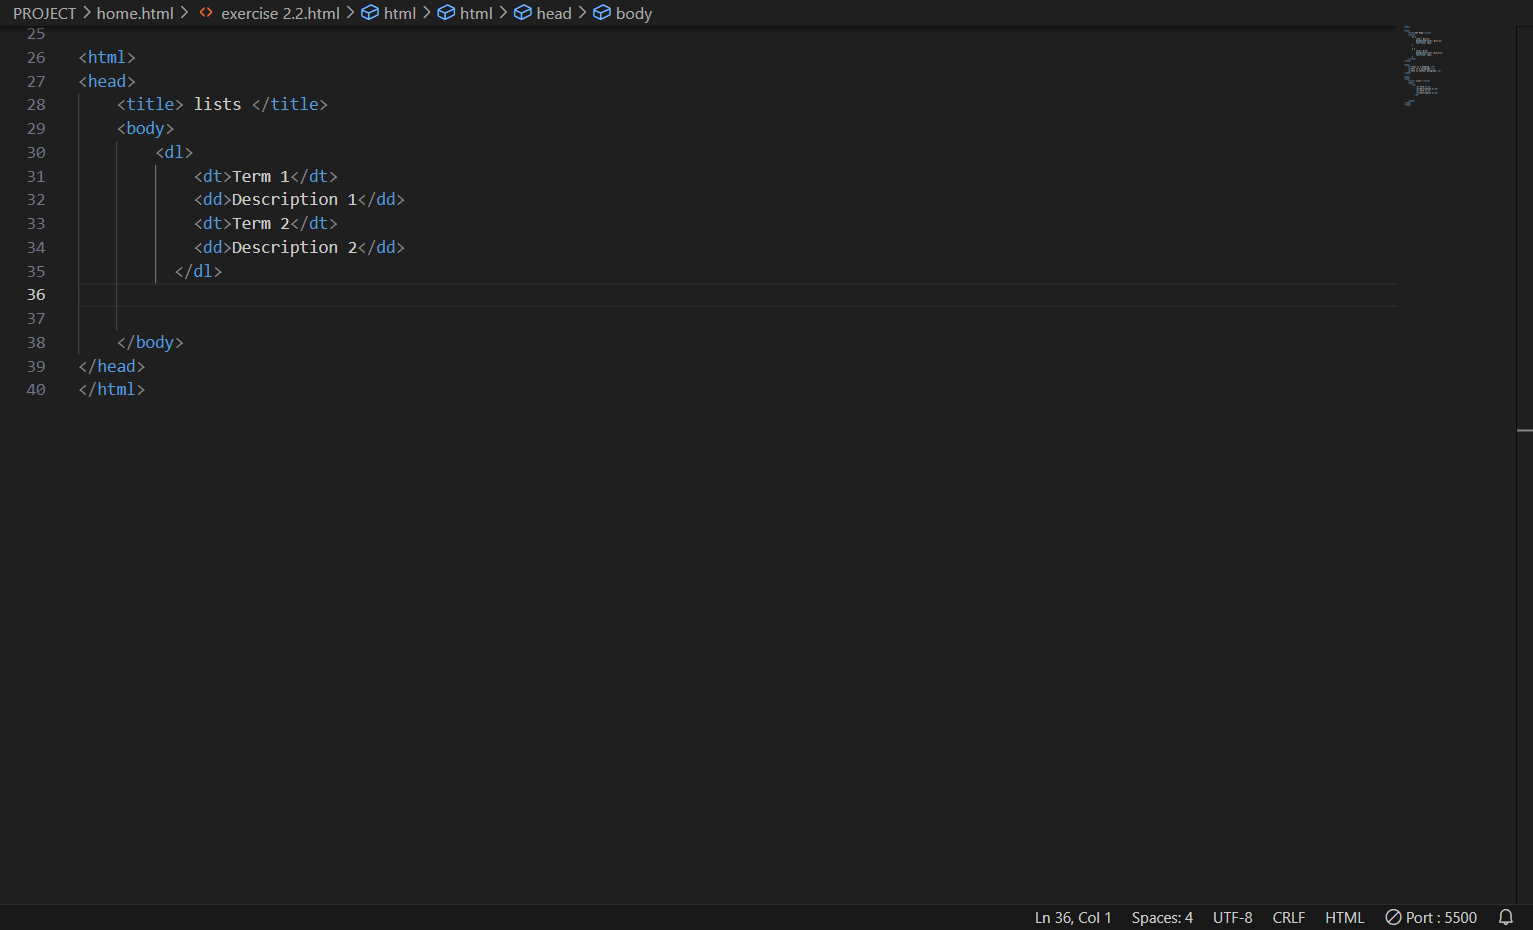 PROJECT > home.html > <> exercise 2.2.html > html > html > head > body
25
26 <html>
27 <head>
28 <title> lists </title>
29 <body>
30 <dl>
31 <dt>Term 1</dt>
32 <dd>Description 1</dd>
33 <dt>Term 2</dt>
34 <dd>Description 2</dd>
35 </dl>
36
37
38 </body>
39 </head>
40 </html>
Ln 36, Col 1 Spaces: 4 UTF-8 CRLF HTML Port : 5500